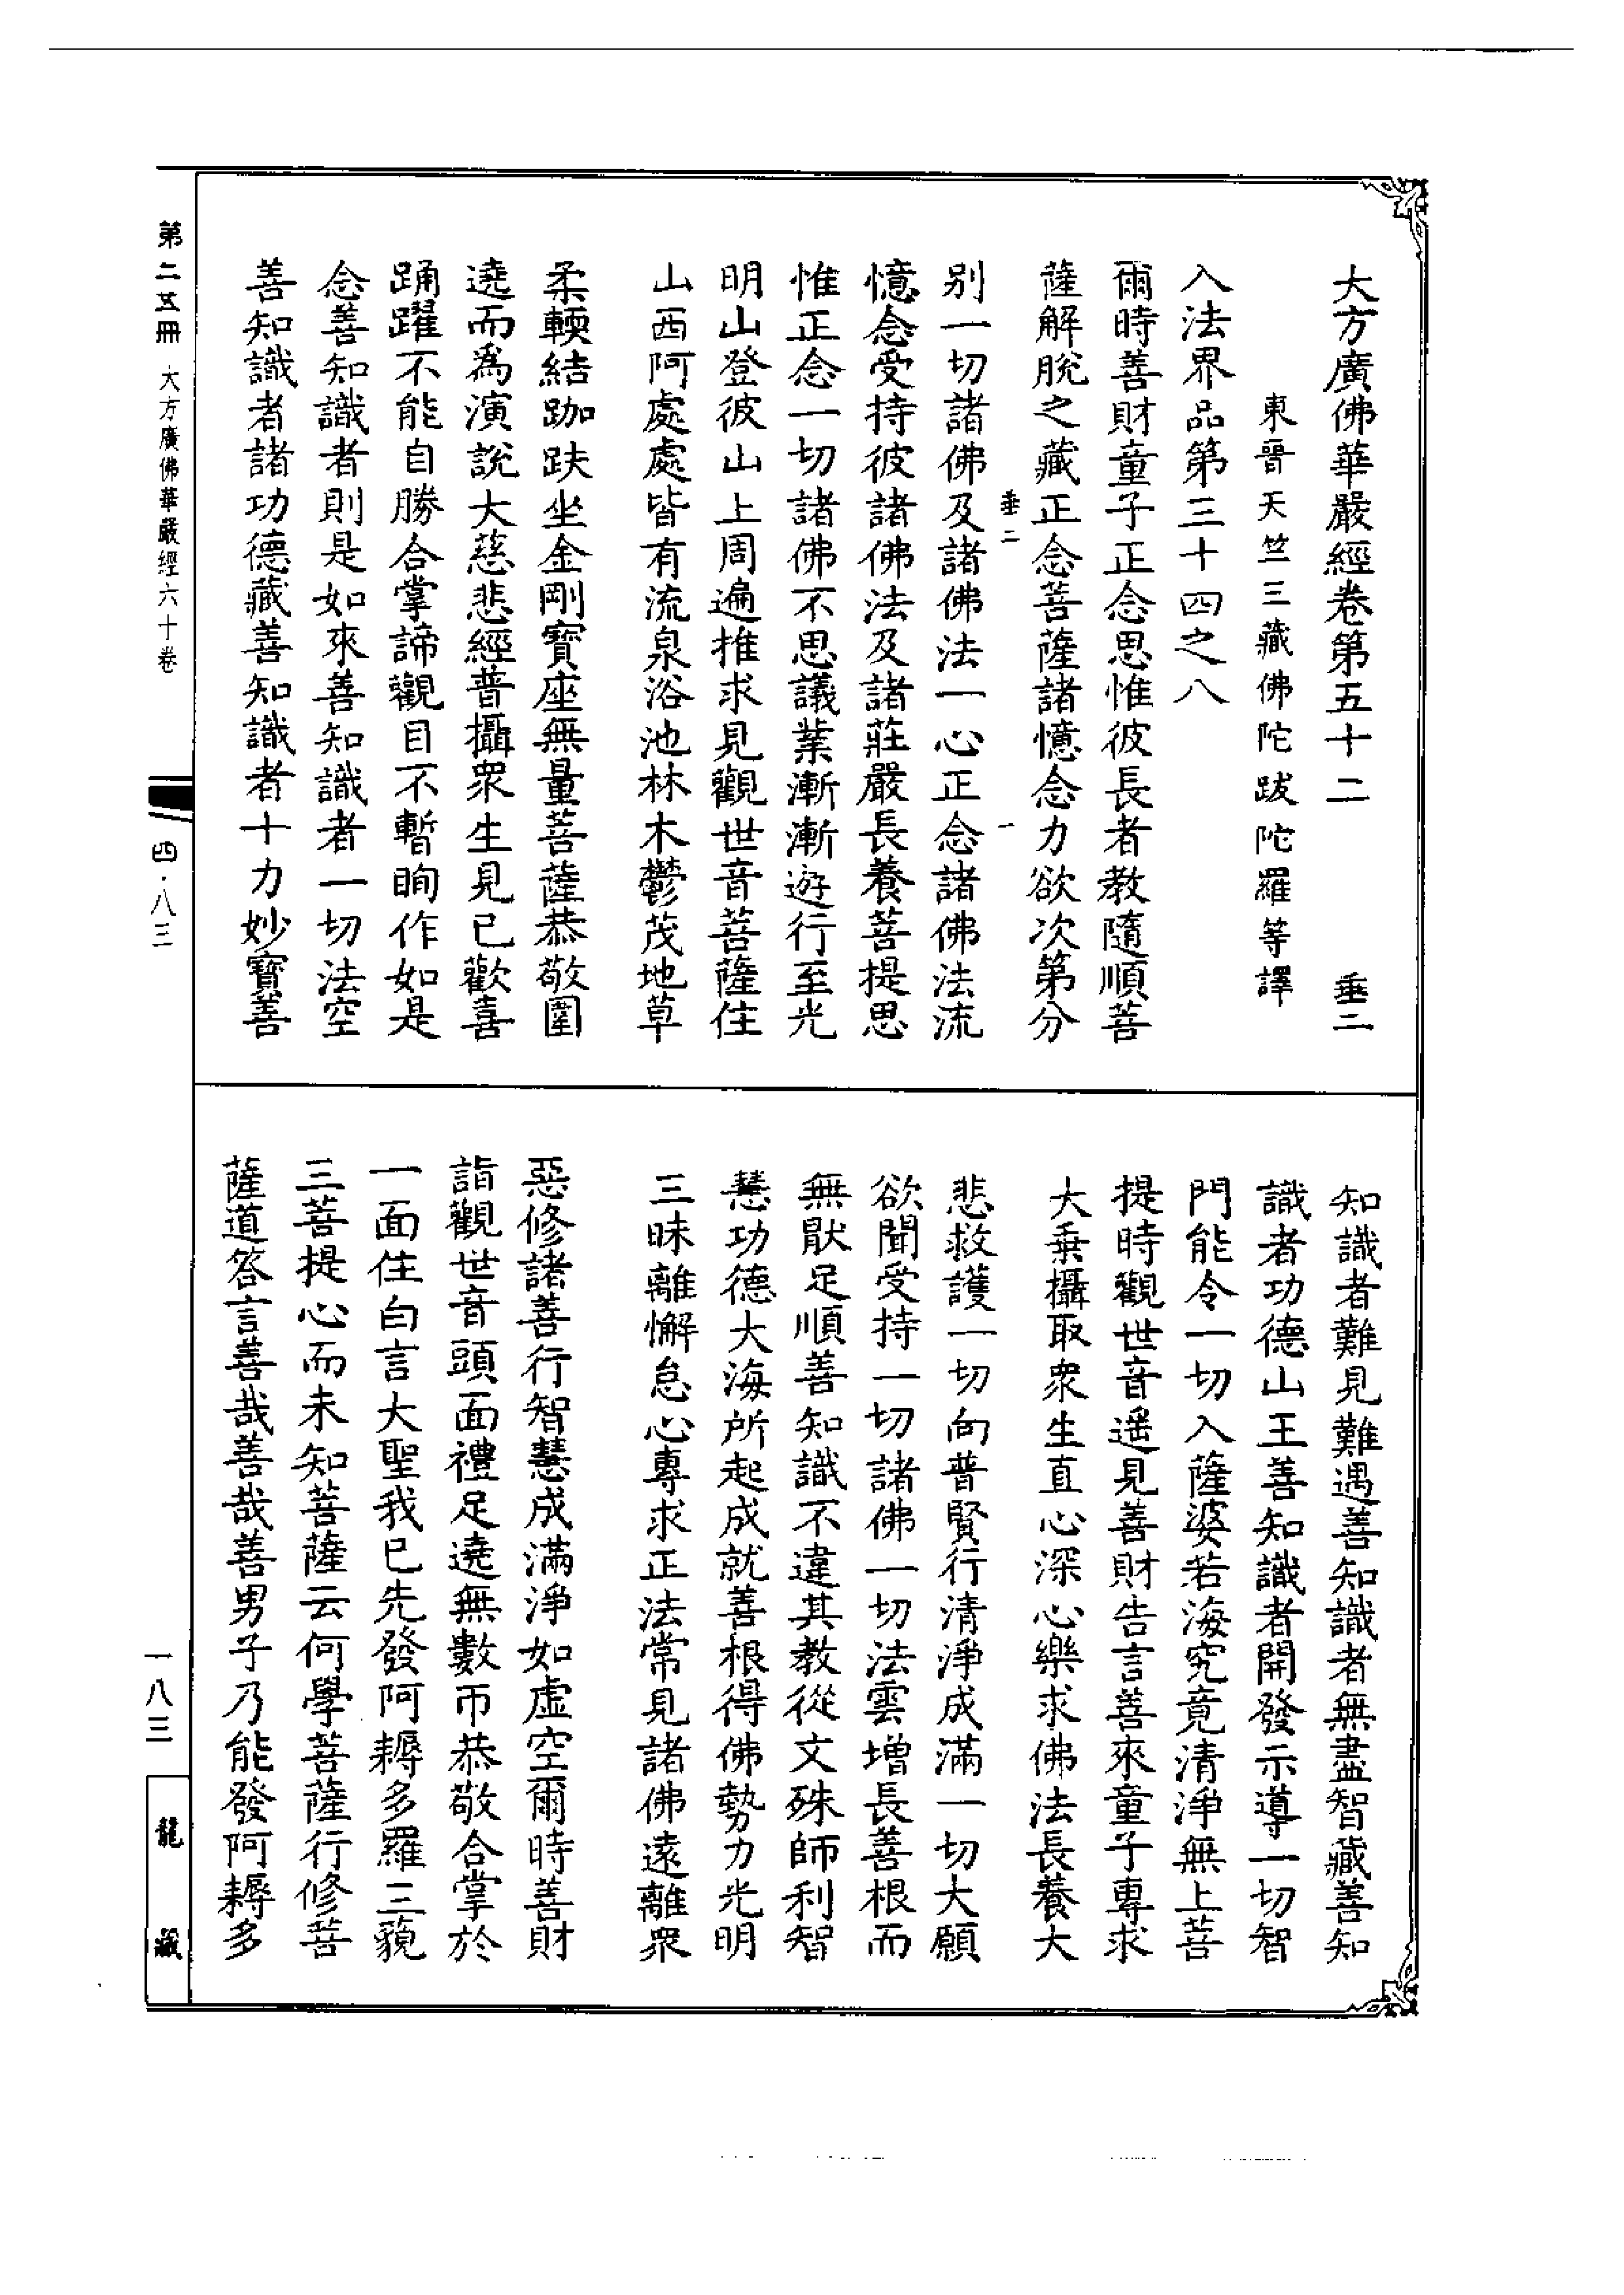 大方廣佛華嚴經卷第五十二　垂二
東晉天竺三藏佛陀跋陀羅等譯
入法界品第三十四之八
爾時善財童子正念思惟彼長者教隨順菩
薩解脫之藏正念菩薩諸憶念力欲次第分
垂二　一
别一切諸佛及諸佛法一心正念諸佛法流
憶念受持彼諸佛法及諸莊嚴長養菩提思
惟正念一切諸佛不思議業漸漸遊行至光
明山登彼山上周遍推求見觀世音菩薩住
山西阿處處皆有流泉浴池林木鬱茂地草
柔輭結跏趺坐金剛寶座無量菩薩恭敬圍
遶而為演說大慈悲經普攝衆生見已歡喜
踊躍不能自勝合掌諦觀目不暫眴作如是
念善知識者則是如來善知識者一切法空
善知識者諸功德藏善知識者十力妙寶善
知識者難見難遇善知識者無盡智藏善知
識者功德山王善知識者開發示導一切智
門能令一切入薩婆若海究竟清淨無上菩
提時觀世音遥見善財告言善來童子專求
大乘攝取衆生直心深心樂求佛法長養大
悲救護一切向普賢行清淨成滿一切大願
欲聞受持一切諸佛一切法雲增長善根而
無猒足順善知識不違其教從文殊師利智
慧功德大海所起成就善根得佛勢力光明
三昧離懈怠心專求正法常見諸佛遠離衆
惡修諸善行智慧成滿淨如虛空爾時善財
詣觀世音頭面禮足遶無數帀恭敬合掌於
一面住白言大聖我已先發阿耨多羅三藐
三菩提心而未知菩薩云何學菩薩行修菩
薩道答言善哉善哉善男子乃能發阿耨多
第二五冊　大方廣佛華嚴經六十卷　四·八三　一八三　龍藏